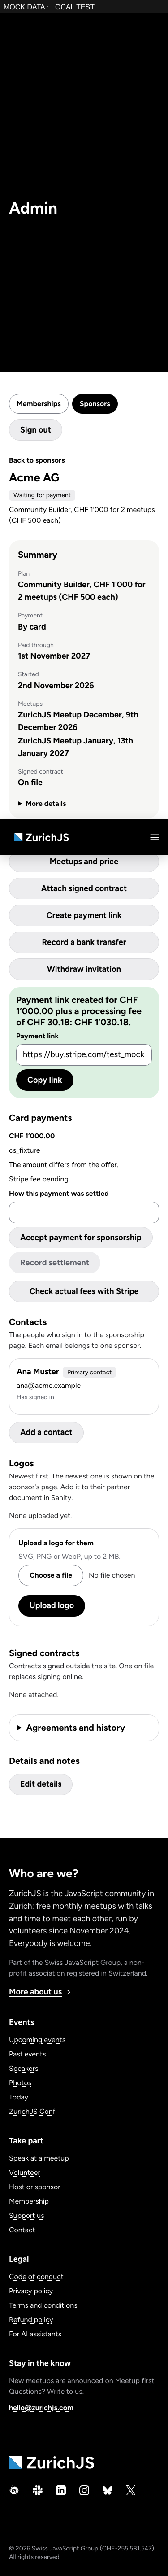 MOCK DATA · LOCAL TEST
Admin
Memberships
Sponsors
Sign out
Back to sponsors
Acme AG
Waiting for payment
Community Builder, CHF 1'000 for 2 meetups
(CHF 500 each)
Summary
Plan
Community Builder, CHF 1'000 for
2 meetups (CHF 500 each)
Payment
By card
Paid through
1st November 2027
Started
2nd November 2026
Meetups
ZurichJS Meetup December, 9th
December 2026
ZurichJS Meetup January, 13th
January 2027
Signed contract
On file
More details
ZurichJS
Meetups and price
Attach signed contract
Create payment link
Record a bank transfer
Withdraw invitation
Payment link created for CHF
1'000.00 plus a processing fee
of CHF 30.18: CHF 1'030.18.
Payment link
https://buy.stripe.com/test_mock
Copy link
Card payments
CHF 1'000.00
cs_fixture
The amount differs from the offer.
Stripe fee pending.
How this payment was settled
Accept payment for sponsorship
Record settlement
Check actual fees with Stripe
Contacts
The people who sign in to the sponsorship
page. Each email belongs to one sponsor.
Ana Muster
Primary contact
ana@acme.example
Has signed in
Add a contact
Logos
Newest first. The newest one is shown on the
sponsor's page. Add it to their partner
document in Sanity.
None uploaded yet.
Upload a logo for them
SVG, PNG or WebP, up to 2 MB.
Choose a file
No file chosen
Upload logo
Signed contracts
Contracts signed outside the site. One on file
replaces signing online.
None attached.
Agreements and history
Details and notes
Edit details
Who are we?
ZurichJS is the JavaScript community in
Zurich: free monthly meetups with talks
and time to meet each other, run by
volunteers since November 2024.
Everybody is welcome.
Part of the Swiss JavaScript Group, a non-
profit association registered in Switzerland.
More about us
Events
Upcoming events
Past events
Speakers
Photos
Today
ZurichJS Conf
Take part
Speak at a meetup
Volunteer
Host or sponsor
Membership
Support us
Contact
Legal
Code of conduct
Privacy policy
Terms and conditions
Refund policy
For AI assistants
Stay in the know
New meetups are announced on Meetup first.
Questions? Write to us.
hello@zurichjs.com
ZurichJS
© 2026 Swiss JavaScript Group (CHE-255.581.547).
All rights reserved.